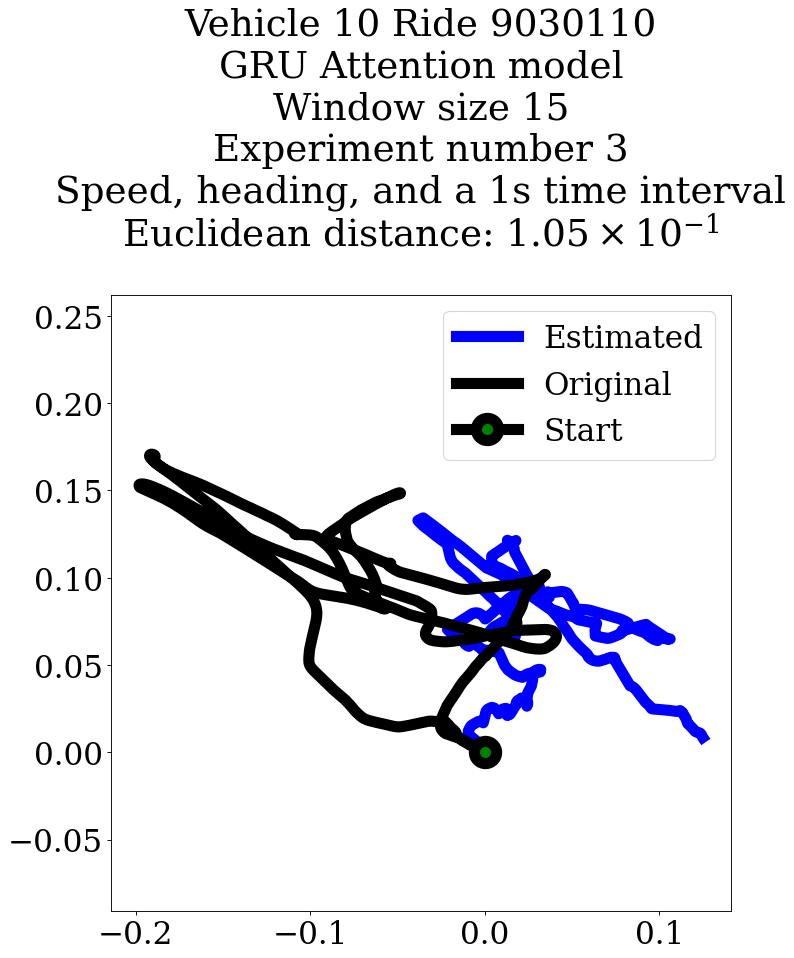 Vehicle 10 Ride 9030110
GRU Attention model
Window size 15
Experiment number 3
Speed, heading, and a 1s time interval
Euclidean distance: 1.05 × 10⁻¹
Estimated
Original
Start
0.25
0.20
0.15
0.10
0.05
0.00
−0.05
−0.2 −0.1 0.0 0.1